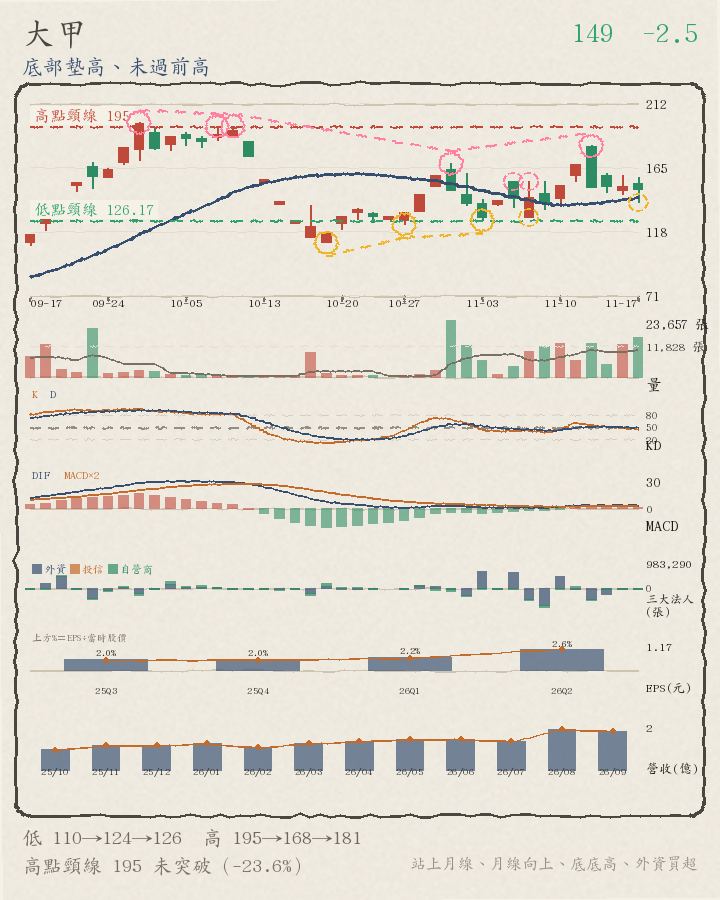 大甲
149 -2.5
底部墊高、未過前高
高點頸線 195
低點頸線 126.17
212
165
118
71
09-17 09-24 10-05 10-13 10-20 10-27 11-03 11-10 11-17
23,657 張
11,828 張
量
K D
80
50
20
KD
DIF MACD×2
30
0
MACD
外資 投信 自營商
983,290
0
三大法人
(張)
上方%=EPS÷當時股價
2.0% 2.0% 2.2% 2.6%
1.17
25Q3 25Q4 26Q1 26Q2
EPS(元)
2
25/10 25/11 25/12 26/01 26/02 26/03 26/04 26/05 26/06 26/07 26/08 26/09
營收(億)
低 110→124→126 高 195→168→181
高點頸線 195 未突破 (-23.6%)
站上月線、月線向上、底底高、外資買超